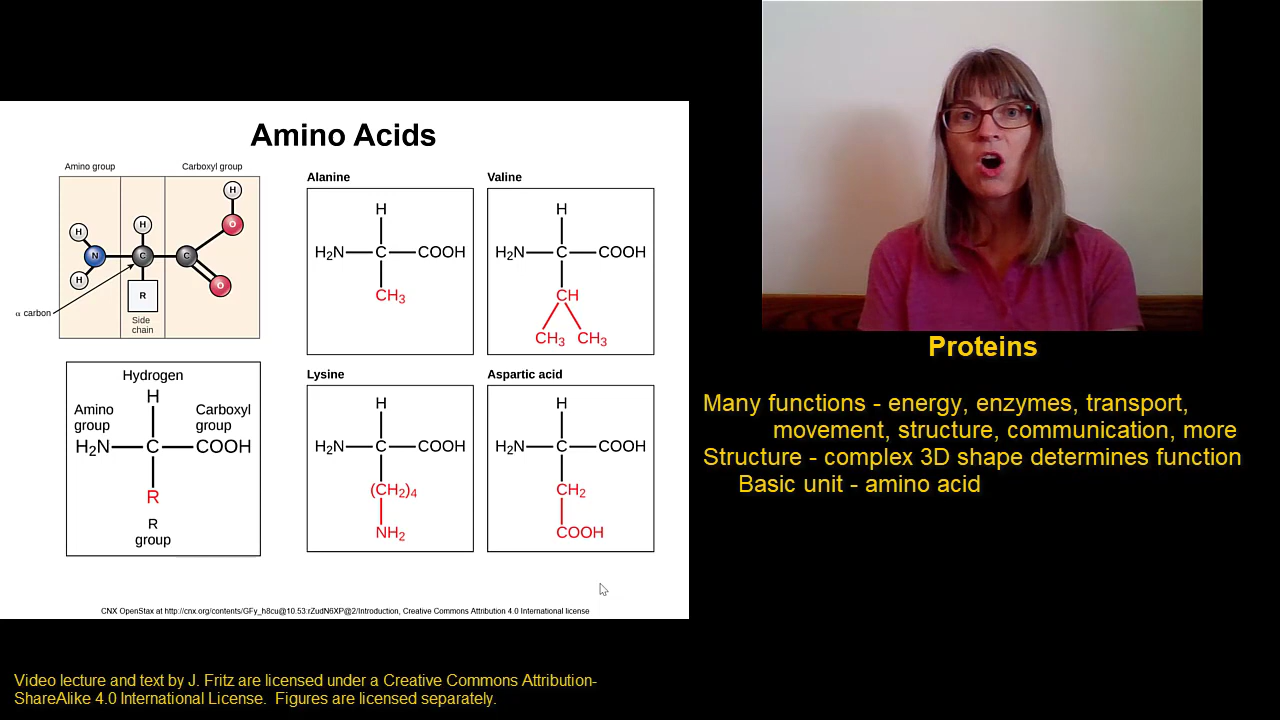 Amino Acids
Amino group
Carboxyl group
H
H
H
O
N
C
C
H
R
O
α carbon
Side
chain
Hydrogen
H
Amino
group
Carboxyl
group
H₂N
C
COOH
R
R
group
Alanine
H
H₂N
C
COOH
CH₃
Valine
H
H₂N
C
COOH
CH
CH₃ CH₃
Lysine
H
H₂N
C
COOH
(CH₂)₄
NH₂
Aspartic acid
H
H₂N
C
COOH
CH₂
COOH
CNX OpenStax at http://cnx.org/contents/GFy_h8cu@10.53:rZudN6XP@2/Introduction, Creative Commons Attribution 4.0 International license
Proteins
Many functions - energy, enzymes, transport,
movement, structure, communication, more
Structure - complex 3D shape determines function
Basic unit - amino acid
Video lecture and text by J. Fritz are licensed under a Creative Commons Attribution-
ShareAlike 4.0 International License.  Figures are licensed separately.